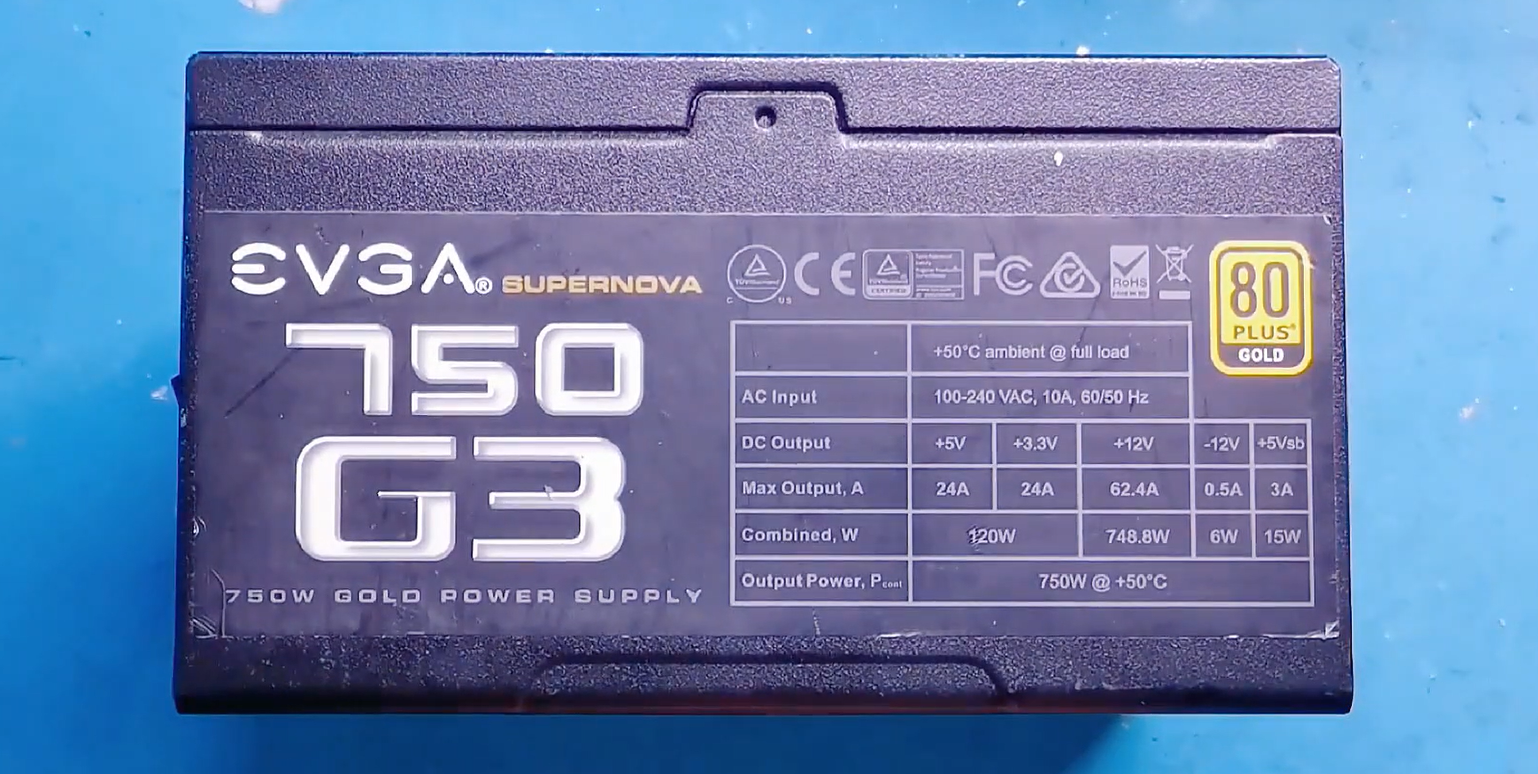 EVGA® SUPERNOVA
750
G3
750W GOLD POWER SUPPLY
C US
CE
FC
RoHS
80
PLUS®
GOLD
+50°C ambient @ full load
AC Input 100-240 VAC, 10A, 60/50 Hz
DC Output +5V +3.3V +12V -12V +5Vsb
Max Output, A 24A 24A 62.4A 0.5A 3A
Combined, W 120W 748.8W 6W 15W
Output Power, Pcont 750W @ +50°C